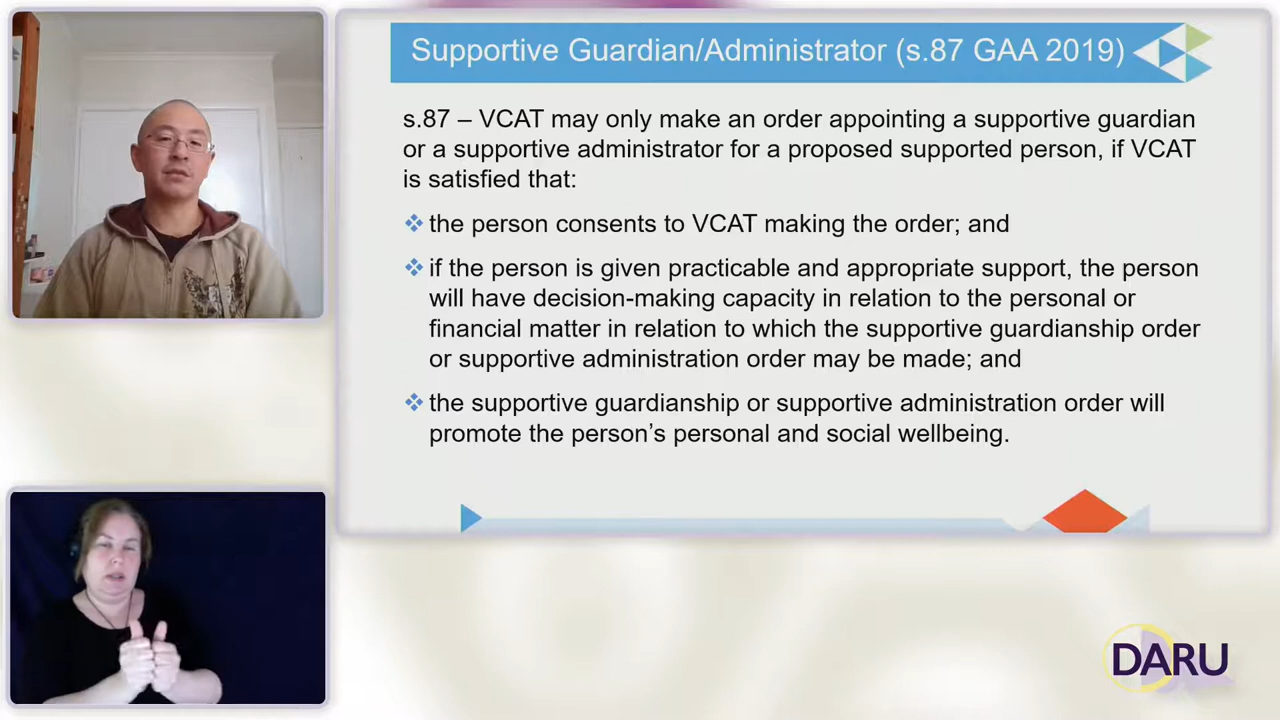 Supportive Guardian/Administrator (s.87 GAA 2019)
s.87 – VCAT may only make an order appointing a supportive guardian
or a supportive administrator for a proposed supported person, if VCAT
is satisfied that:
the person consents to VCAT making the order; and
if the person is given practicable and appropriate support, the person
will have decision-making capacity in relation to the personal or
financial matter in relation to which the supportive guardianship order
or supportive administration order may be made; and
the supportive guardianship or supportive administration order will
promote the person’s personal and social wellbeing.
DARU